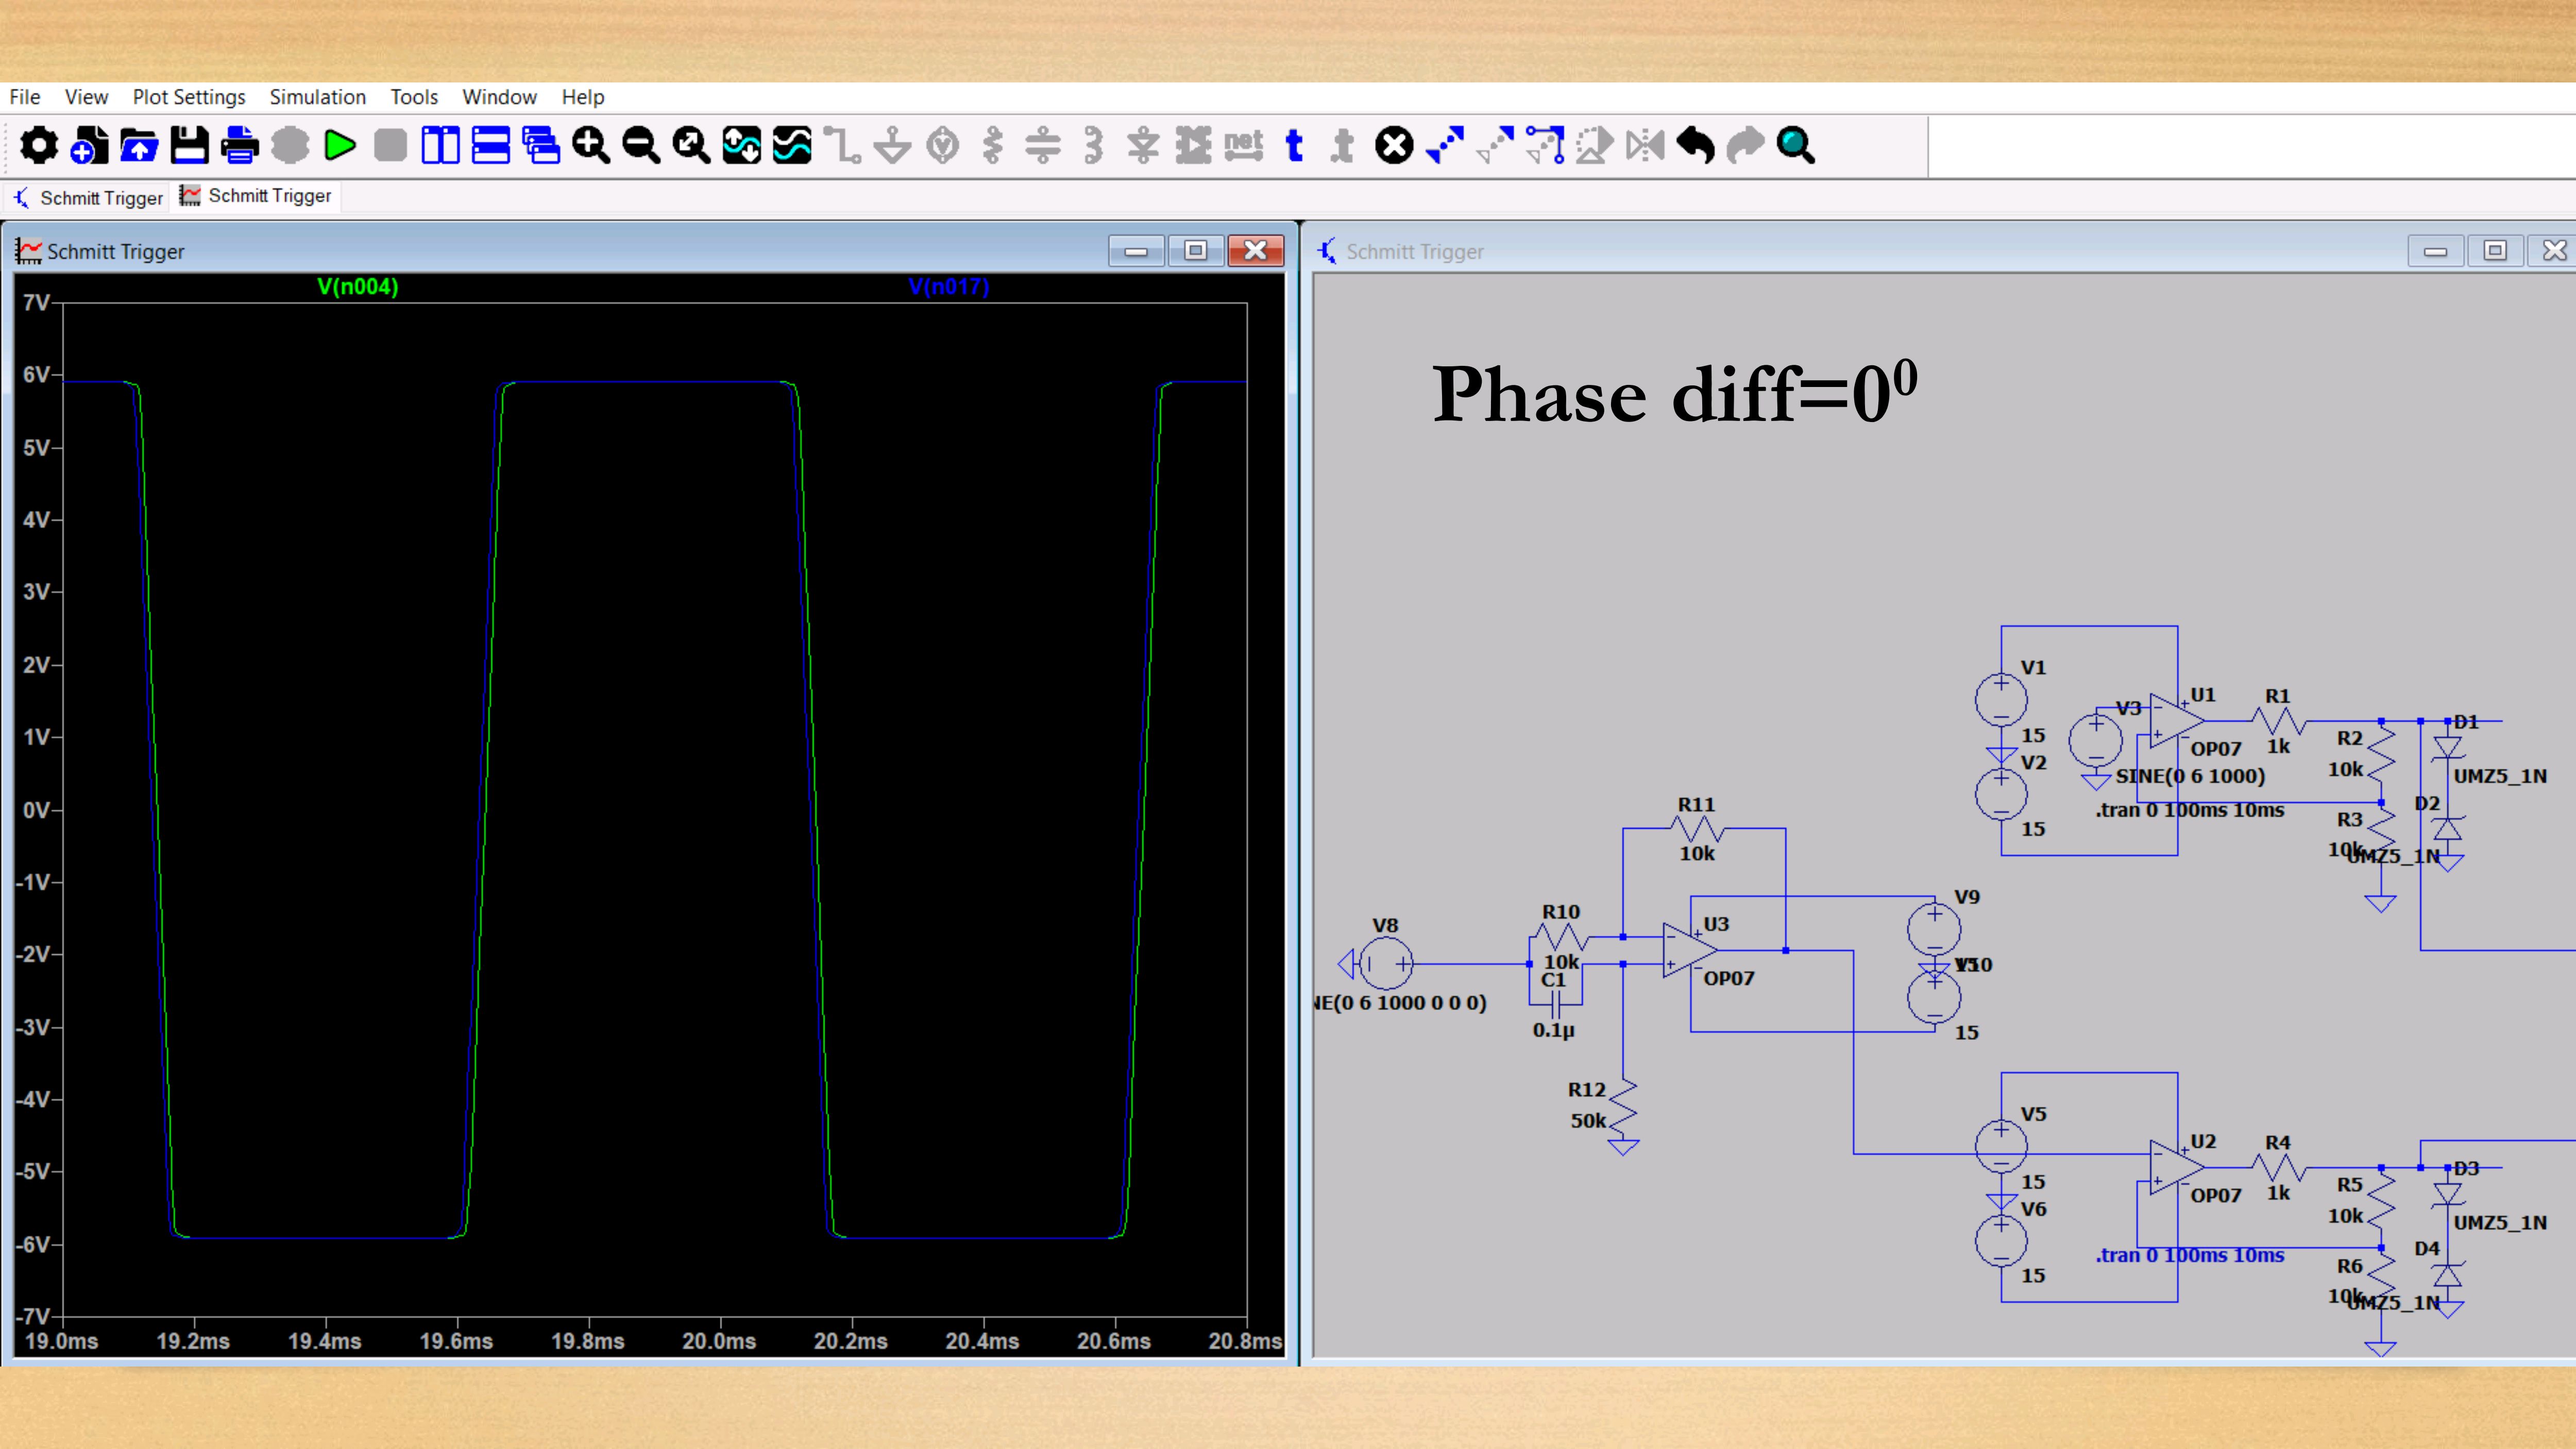 File View Plot Settings Simulation Tools Window Help
net t .t
Schmitt Trigger Schmitt Trigger
Schmitt Trigger
V(n004) V(n017)
7V
6V
5V
4V
3V
2V
1V
0V
-1V
-2V
-3V
-4V
-5V
-6V
-7V
19.0ms 19.2ms 19.4ms 19.6ms 19.8ms 20.0ms 20.2ms 20.4ms 20.6ms 20.8ms
Schmitt Trigger
Phase diff=0⁰
V1
15
V2
15
V3
SINE(0 6 1000)
.tran 0 100ms 10ms
U1
OP07
R1
1k
R2
10k
R3
10k
D1
UMZ5_1N
D2
UMZ5_1N
R11
10k
V8
NE(0 6 1000 0 0 0)
R10
10k
C1
0.1µ
U3
OP07
V9
V10
15
R12
50k
V5
15
V6
15
U2
OP07
R4
1k
R5
10k
R6
10k
.tran 0 100ms 10ms
D3
UMZ5_1N
D4
UMZ5_1N